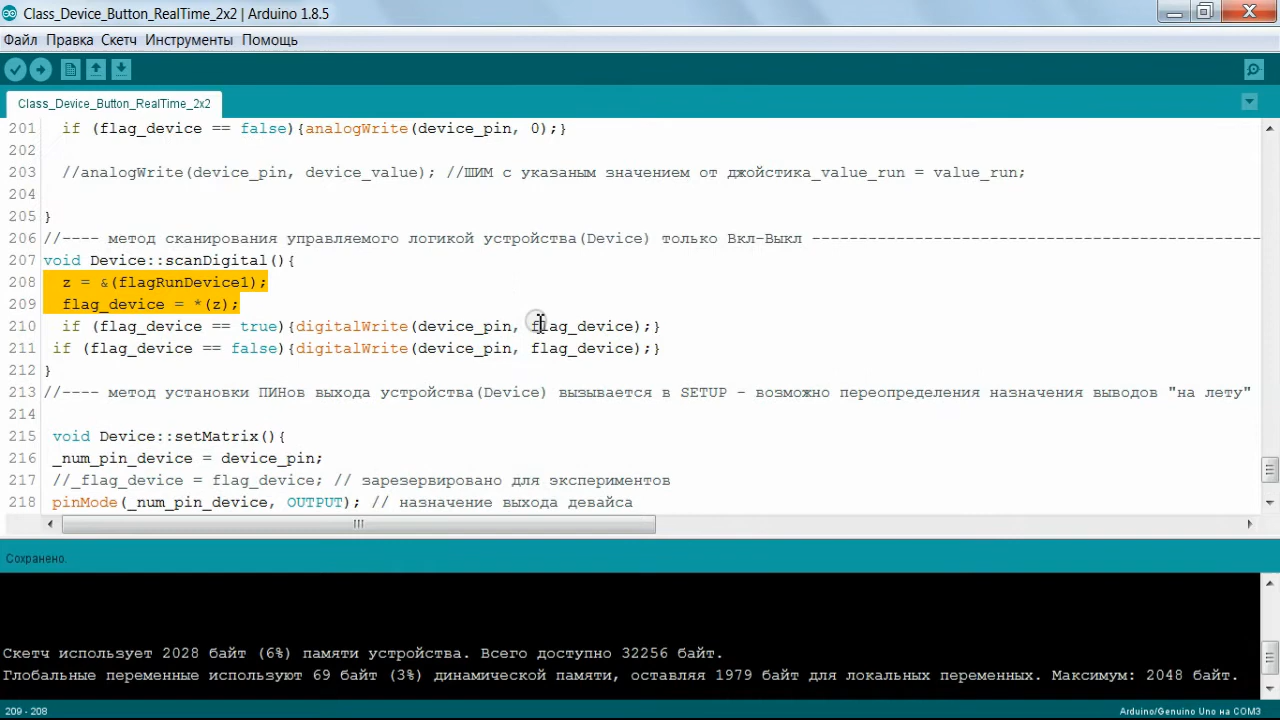 Class_Device_Button_RealTime_2x2 | Arduino 1.8.5
Файл Правка Скетч Инструменты Помощь
Class_Device_Button_RealTime_2x2
201 if (flag_device == false){analogWrite(device_pin, 0);}
202
203 //analogWrite(device_pin, device_value); //ШИМ с указаным значением от джойстика_value_run = value_run;
204
205 }
206 //---- метод сканирования управляемого логикой устройства(Device) только Вкл-Выкл --------------------------------------------------
207 void Device::scanDigital(){
208 z = &(flagRunDevice1);
209 flag_device = *(z);
210 if (flag_device == true){digitalWrite(device_pin, flag_device);}
211 if (flag_device == false){digitalWrite(device_pin, flag_device);}
212 }
213 //---- метод установки ПИНов выхода устройства(Device) вызывается в SETUP - возможно переопределения назначения выводов "на лету"
214
215 void Device::setMatrix(){
216 _num_pin_device = device_pin;
217 //_flag_device = flag_device; // зарезервировано для экспериментов
218 pinMode(_num_pin_device, OUTPUT); // назначение выхода девайса
Сохранено.
Скетч использует 2028 байт (6%) памяти устройства. Всего доступно 32256 байт.
Глобальные переменные используют 69 байт (3%) динамической памяти, оставляя 1979 байт для локальных переменных. Максимум: 2048 байт.
209 - 208
Arduino/Genuino Uno на COM3